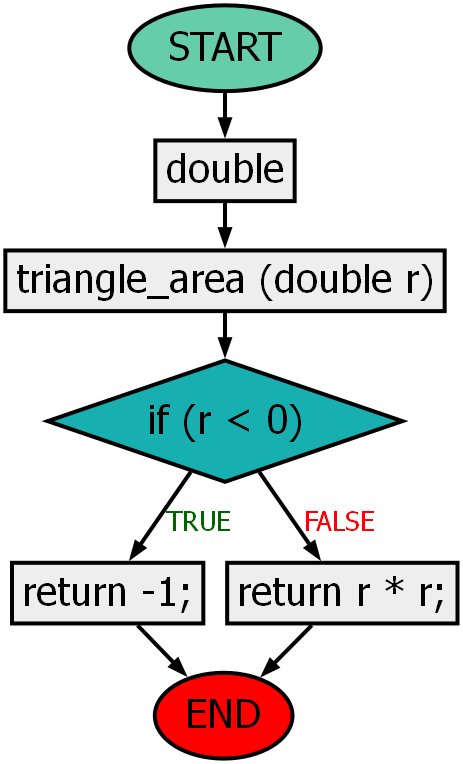 START
double
triangle_area (double r)
if (r < 0)
TRUE
FALSE
return -1;
return r * r;
END